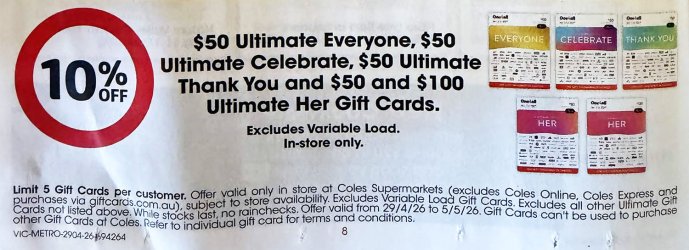 10%
OFF
$50 Ultimate Everyone, $50
Ultimate Celebrate, $50 Ultimate
Thank You and $50 and $100
Ultimate Her Gift Cards.
Excludes Variable Load.
In-store only.
EVERYONE
CELEBRATE
THANK YOU
HER
HER
Limit 5 Gift Cards per customer. Offer valid only in store at Coles Supermarkets (excludes Coles Online, Coles Express and
purchases via giftcards.com.au), subject to store availability. Excludes Variable Load Gift Cards. Excludes all other Ultimate Gift
Cards not listed above. While stocks last, no rainchecks. Offer valid from 29/4/26 to 5/5/26. Gift Cards can't be used to purchase
other Gift Cards at Coles. Refer to individual gift card for terms and conditions.
8